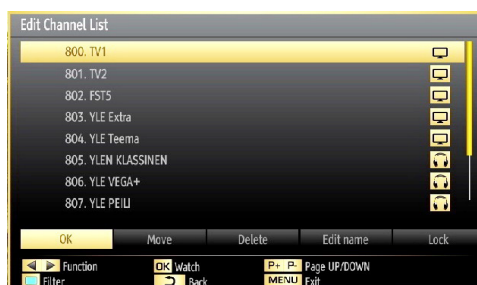 Edit Channel List
800. TV1
801. TV2
802. FST5
803. YLE Extra
804. YLE Teema
805. YLEN KLASSINEN
806. YLE VEGA+
807. YLE PEILI
OK Move Delete Edit name Lock
Function OK Watch P+ P- Page UP/DOWN
Filter Back MENU Exit